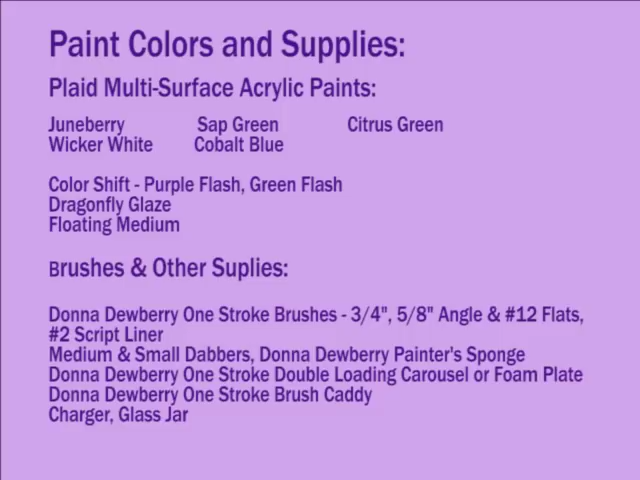 Paint Colors and Supplies:
Plaid Multi-Surface Acrylic Paints:
Juneberry Sap Green Citrus Green
Wicker White Cobalt Blue
Color Shift - Purple Flash, Green Flash
Dragonfly Glaze
Floating Medium
Brushes & Other Suplies:
Donna Dewberry One Stroke Brushes - 3/4", 5/8" Angle & #12 Flats,
#2 Script Liner
Medium & Small Dabbers, Donna Dewberry Painter's Sponge
Donna Dewberry One Stroke Double Loading Carousel or Foam Plate
Donna Dewberry One Stroke Brush Caddy
Charger, Glass Jar